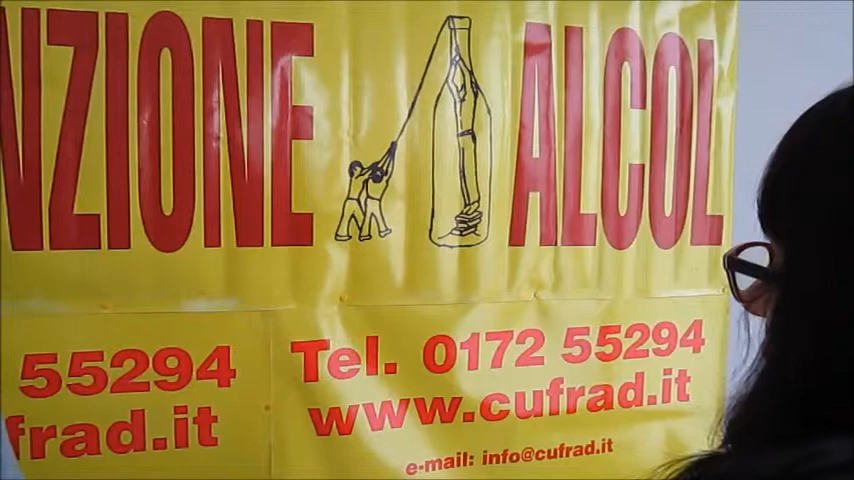 NZIONE ALCOL
55294 Tel. 0172 55294
frad.it www.cufrad.it
e-mail: info@cufrad.it